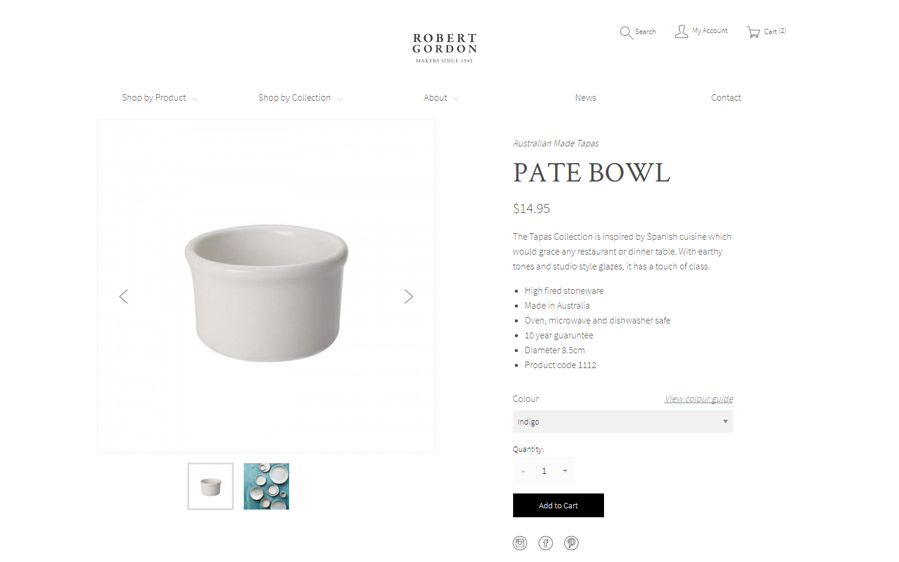 ROBERT
GORDON
MAKERS SINCE 1945
Search
My Account
Cart (2)
Shop by Product
Shop by Collection
About
News
Contact
Australian Made Tapas
PATE BOWL
$14.95
The Tapas Collection is inspired by Spanish cuisine which
would grace any restaurant or dinner table. With earthy
tones and studio style glazes, it has a touch of class.
High fired stoneware
Made in Australia
Oven, microwave and dishwasher safe
10 year guaruntee
Diameter 8.5cm
Product code 1112
Colour
View colour guide
Indigo
Quantity:
- 1 +
Add to Cart